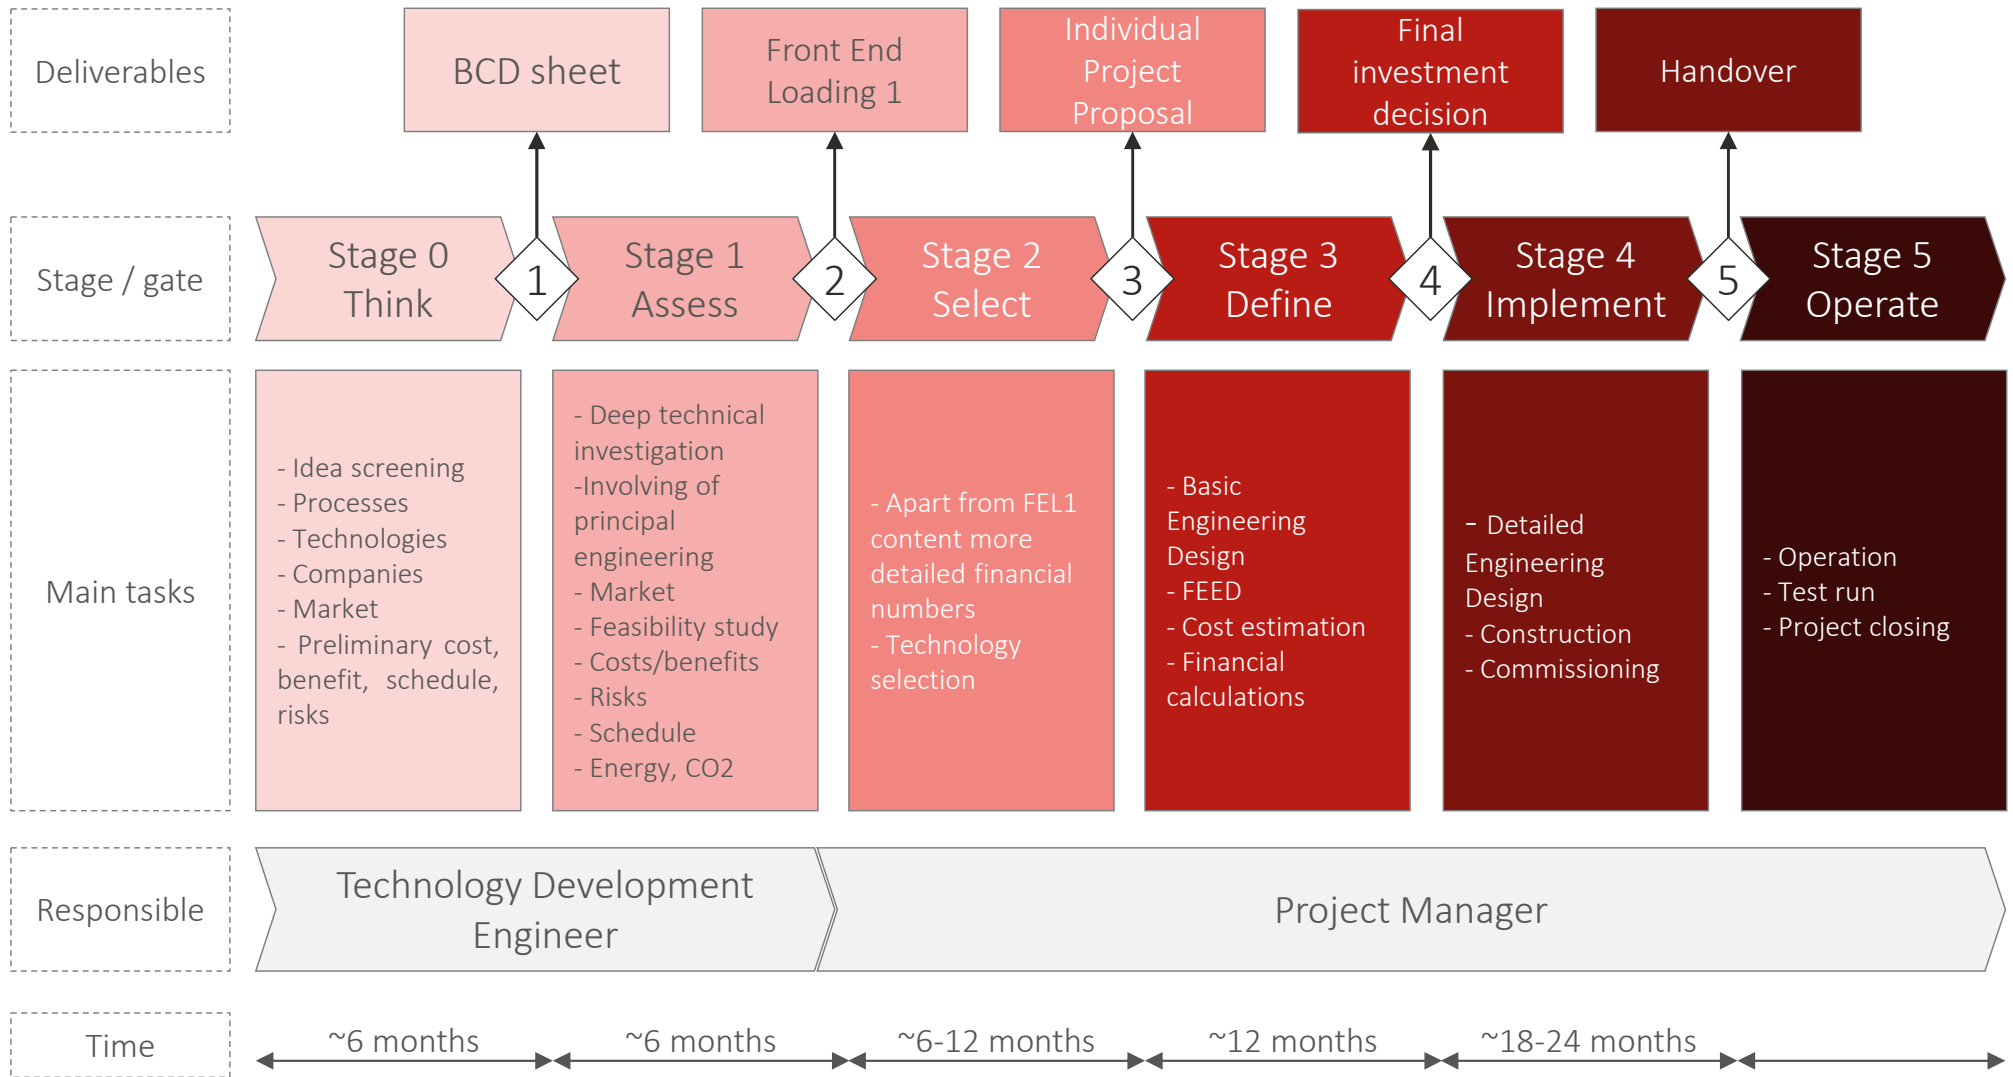 Deliverables
BCD sheet
Front End
Loading 1
Individual
Project
Proposal
Final
investment
decision
Handover
Stage / gate
Stage 0
Think
1
Stage 1
Assess
2
Stage 2
Select
3
Stage 3
Define
4
Stage 4
Implement
5
Stage 5
Operate
Main tasks
- Idea screening
- Processes
- Technologies
- Companies
- Market
- Preliminary cost,
benefit, schedule,
risks
- Deep technical
investigation
-Involving of
principal
engineering
- Market
- Feasibility study
- Costs/benefits
- Risks
- Schedule
- Energy, CO2
- Apart from FEL1
content more
detailed financial
numbers
- Technology
selection
- Basic
Engineering
Design
- FEED
- Cost estimation
- Financial
calculations
- Detailed
Engineering
Design
- Construction
- Commissioning
- Operation
- Test run
- Project closing
Responsible
Technology Development
Engineer
Project Manager
Time
~6 months
~6 months
~6-12 months
~12 months
~18-24 months